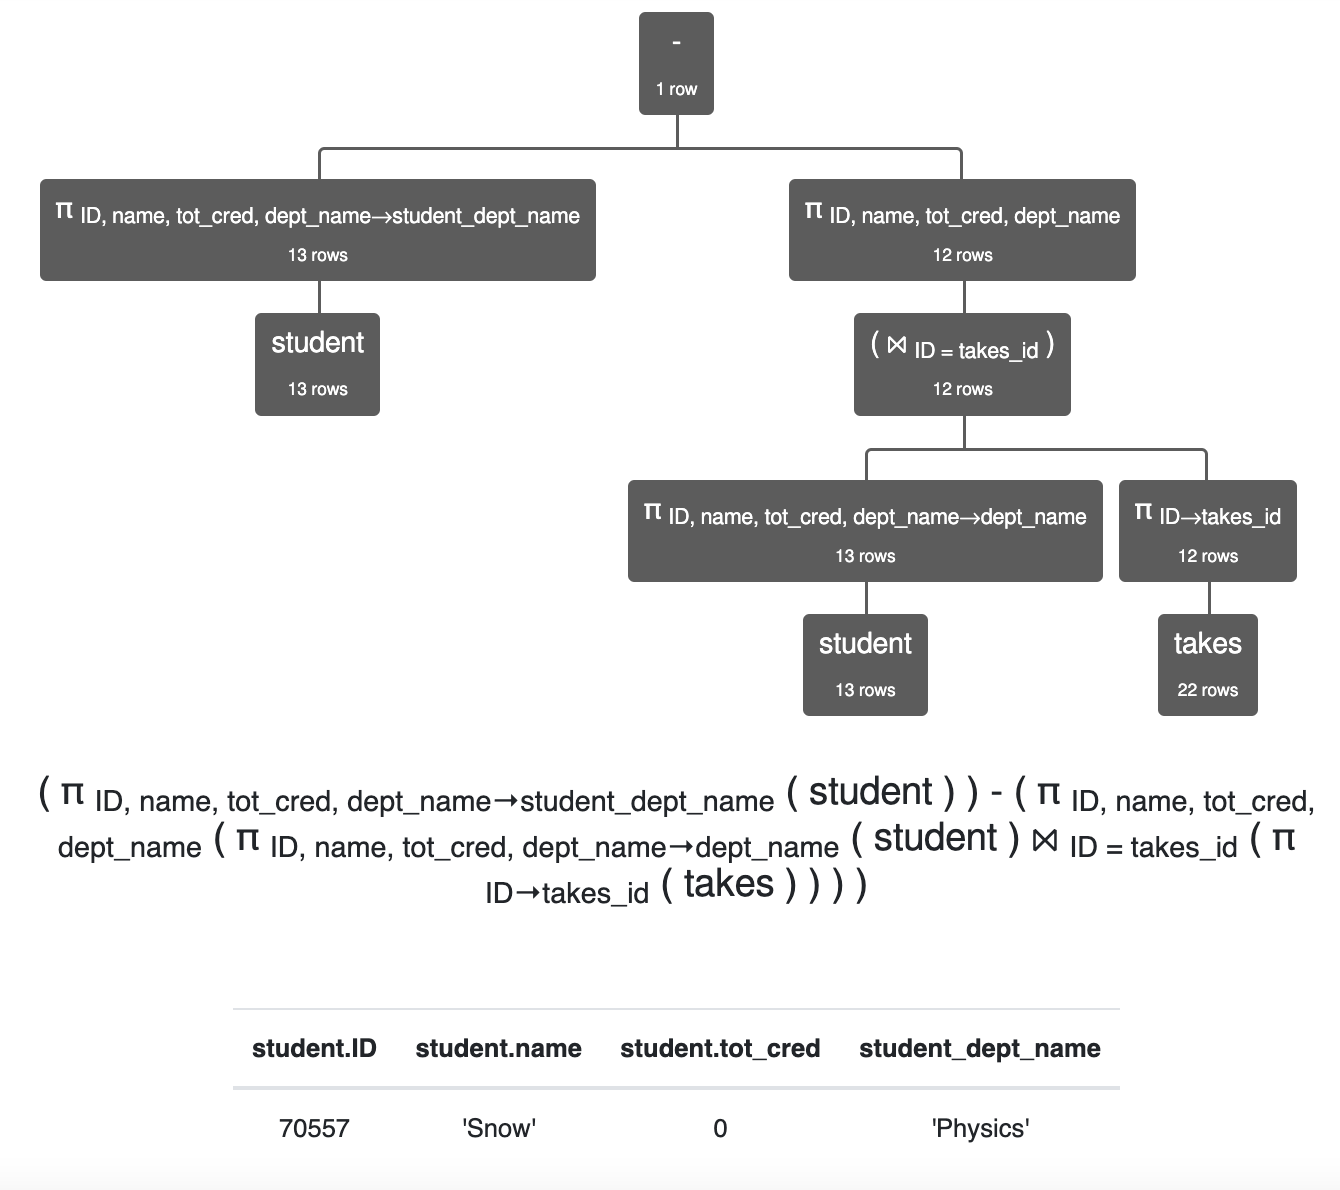 -
1 row
π ID, name, tot_cred, dept_name→student_dept_name
13 rows
π ID, name, tot_cred, dept_name
12 rows
student
13 rows
( ⋈ ID = takes_id )
12 rows
π ID, name, tot_cred, dept_name→dept_name
13 rows
π ID→takes_id
12 rows
student
13 rows
takes
22 rows
( π ID, name, tot_cred, dept_name→student_dept_name ( student ) ) - ( π ID, name, tot_cred,
dept_name ( π ID, name, tot_cred, dept_name→dept_name ( student ) ⋈ ID = takes_id ( π
ID→takes_id ( takes ) ) ) )
student.ID student.name student.tot_cred student_dept_name
70557 'Snow' 0 'Physics'